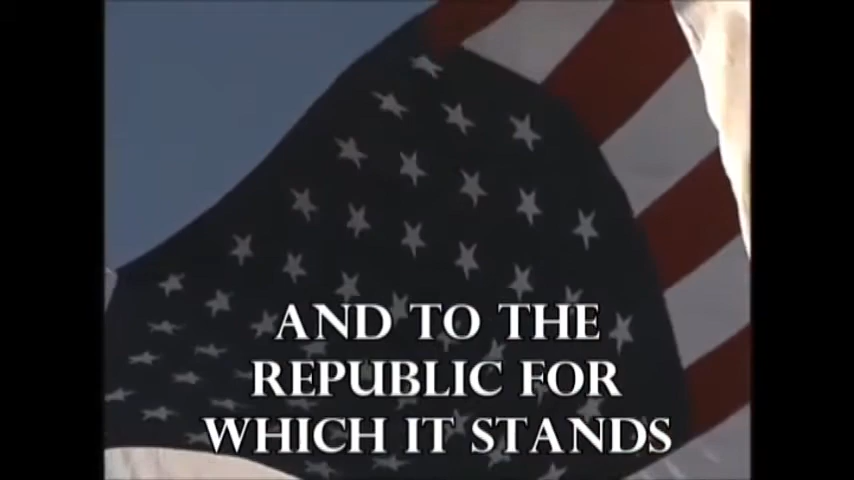 AND TO THE
REPUBLIC FOR
WHICH IT STANDS